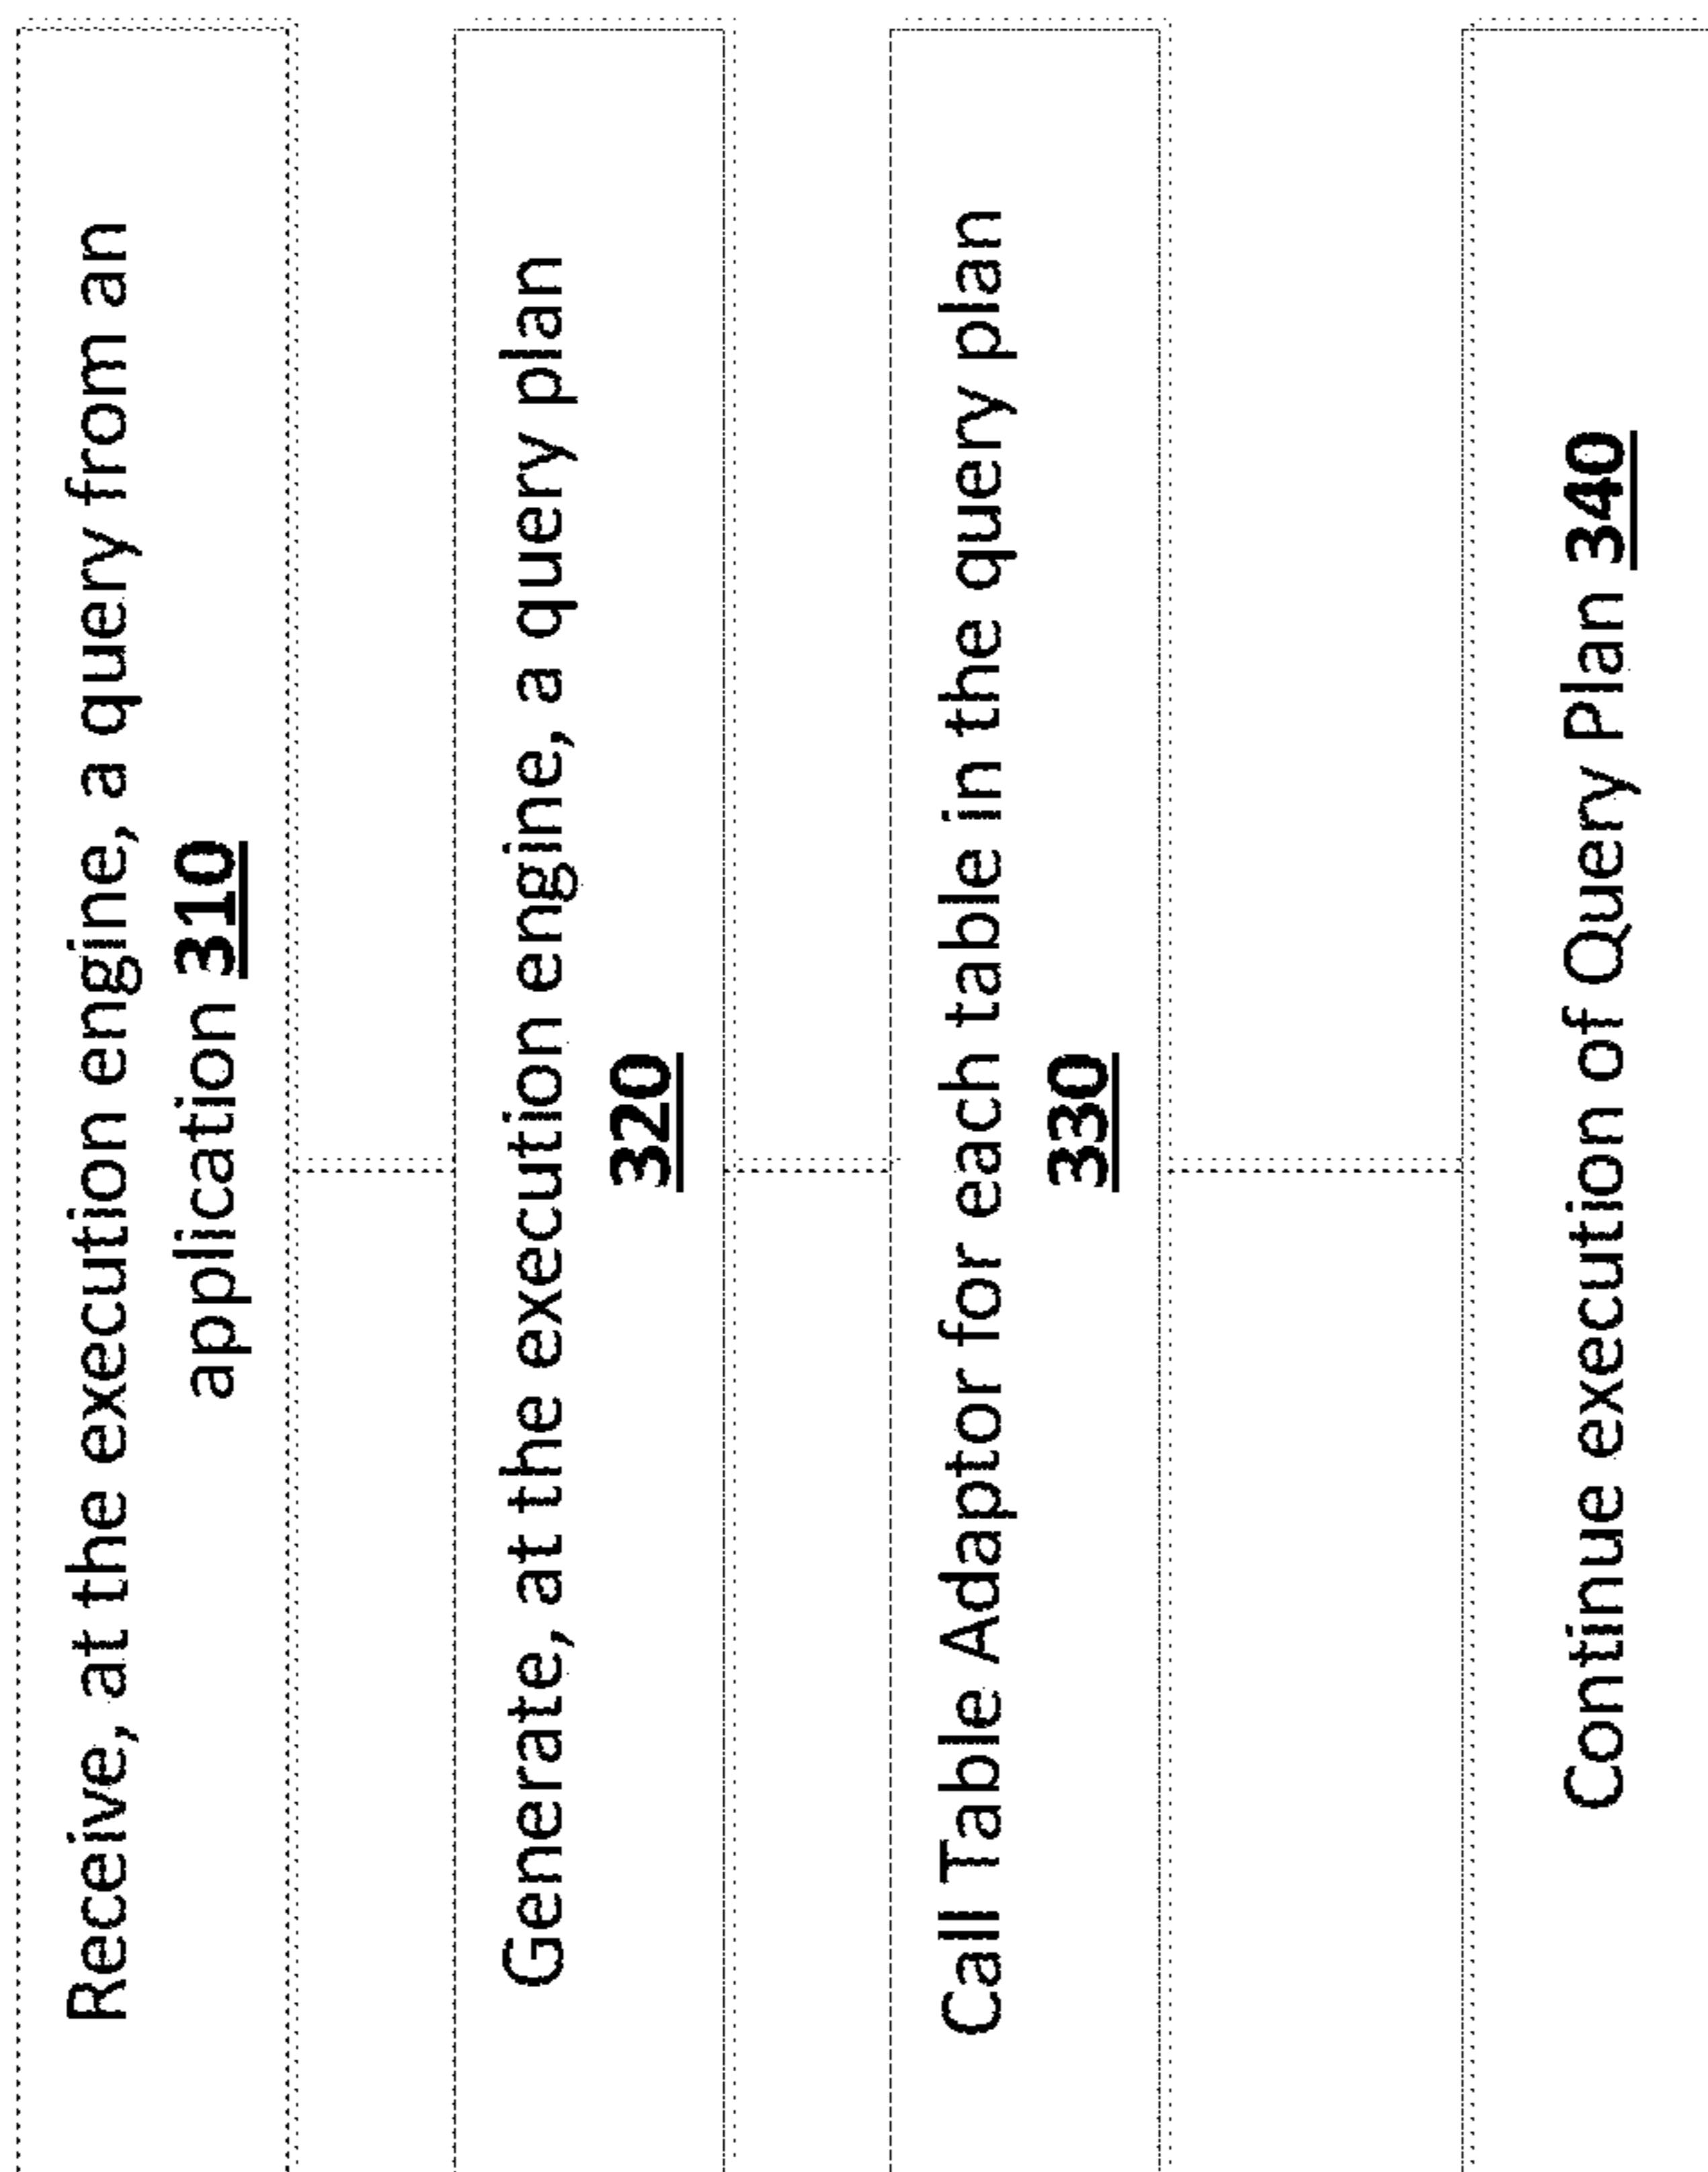 Receive, at the execution engine, a query from an
application 310
Generate, at the execution engine, a query plan
320
Call Table Adaptor for each table in the query plan
330
Continue execution of Query Plan 340